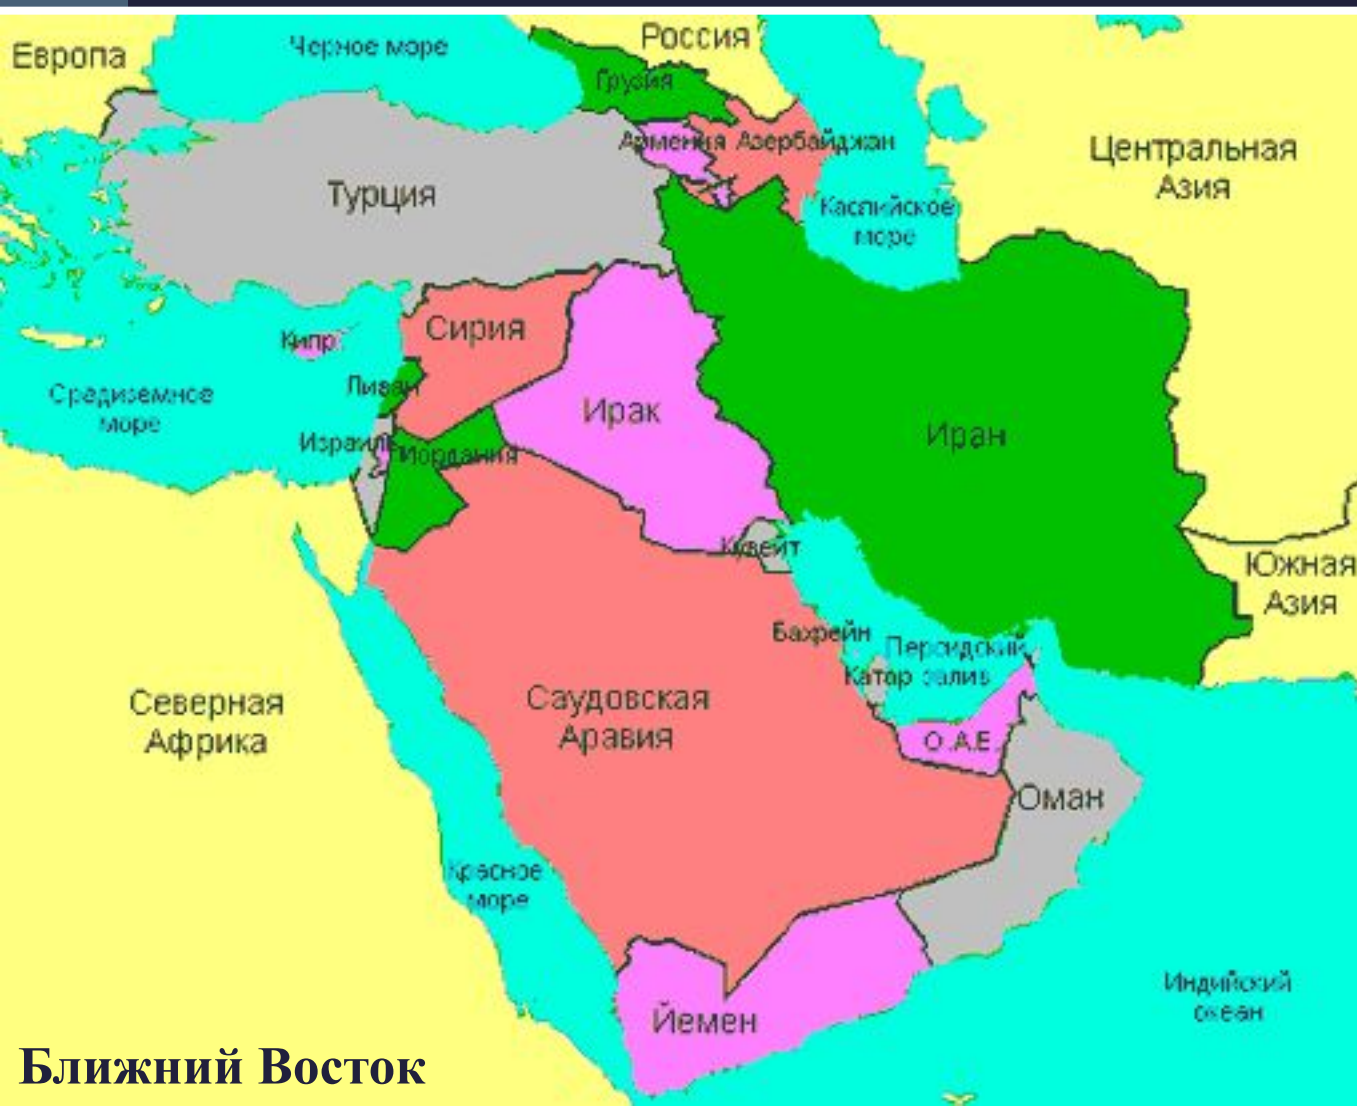 Европа
Черное море
Россия
Грузия
Армения
Азербайджан
Центральная
Азия
Турция
Каспийское
море
Сирия
Кипр
Ливан
Средиземное
море
Ирак
Иран
Израиль
Иордания
Кувейт
Южная
Азия
Бахрейн
Персидский
залив
Катар
Северная
Африка
Саудовская
Аравия
О.А.Е.
Оман
Красное
море
Индийский
океан
Йемен
Ближний Восток